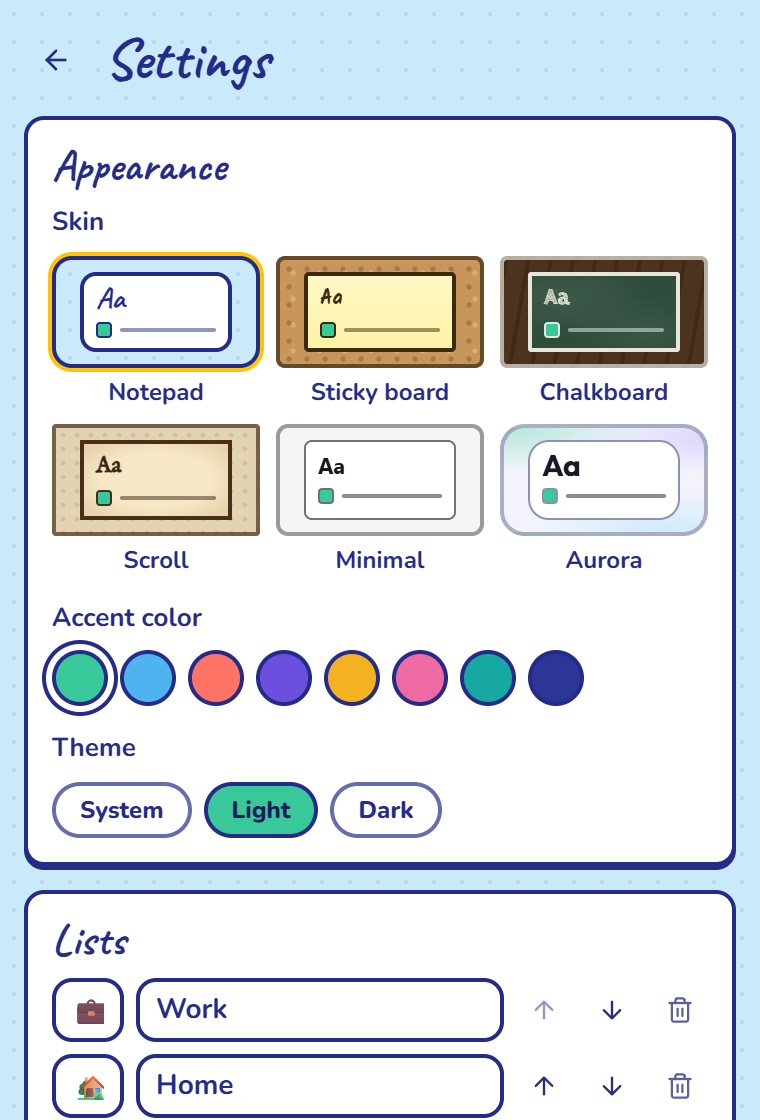 Settings
Appearance
Skin
Aa
Aa
Aa
Notepad
Sticky board
Chalkboard
Aa
Aa
Aa
Scroll
Minimal
Aurora
Accent color
Theme
System
Light
Dark
Lists
Work
Home